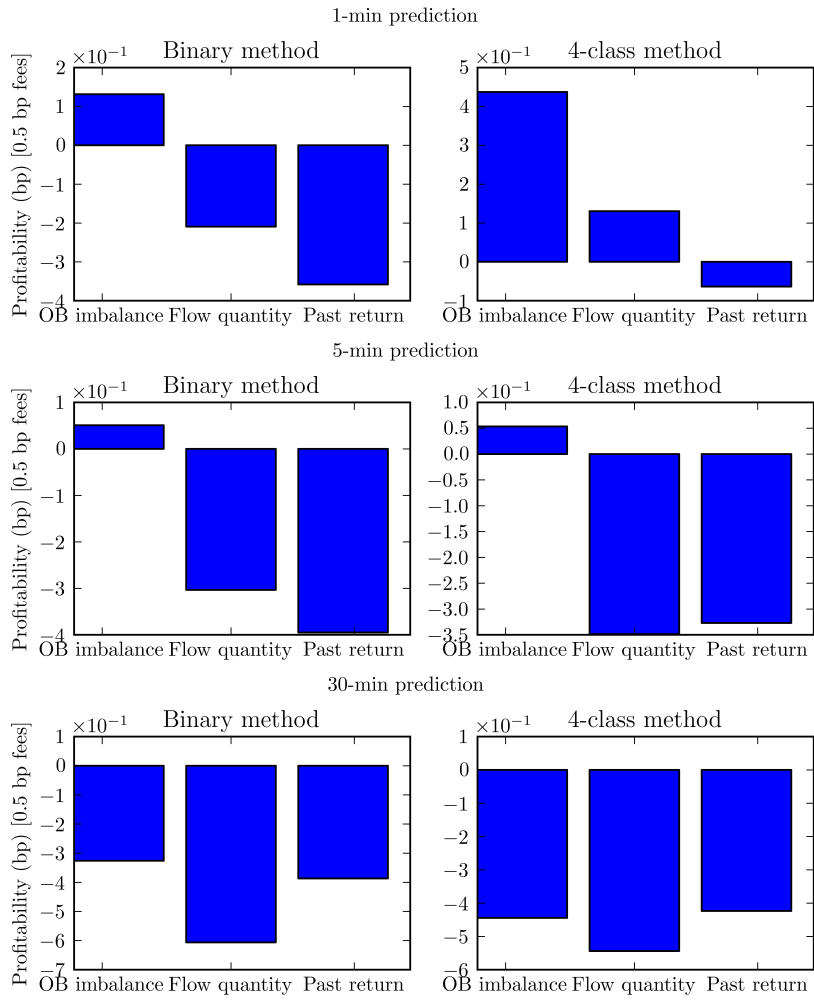 1-min prediction
Binary method
4-class method
×10⁻¹
×10⁻¹
Profitability (bp) [0.5 bp fees]
2
1
0
−1
−2
−3
−4
5
4
3
2
1
0
−1
OB imbalance Flow quantity Past return
OB imbalance Flow quantity Past return
5-min prediction
Binary method
4-class method
×10⁻¹
×10⁻¹
Profitability (bp) [0.5 bp fees]
1
0
−1
−2
−3
−4
1.0
0.5
0.0
−0.5
−1.0
−1.5
−2.0
−2.5
−3.0
−3.5
OB imbalance Flow quantity Past return
OB imbalance Flow quantity Past return
30-min prediction
Binary method
4-class method
×10⁻¹
×10⁻¹
Profitability (bp) [0.5 bp fees]
1
0
−1
−2
−3
−4
−5
−6
−7
1
0
−1
−2
−3
−4
−5
−6
OB imbalance Flow quantity Past return
OB imbalance Flow quantity Past return